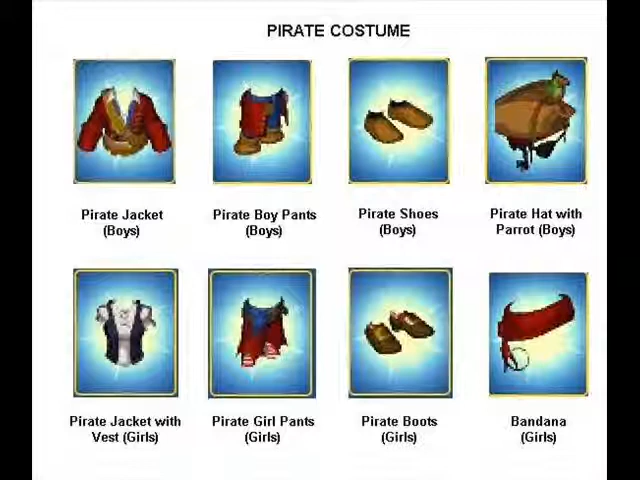 PIRATE COSTUME
Pirate Jacket
(Boys)
Pirate Boy Pants
(Boys)
Pirate Shoes
(Boys)
Pirate Hat with
Parrot (Boys)
Pirate Jacket with
Vest (Girls)
Pirate Girl Pants
(Girls)
Pirate Boots
(Girls)
Bandana
(Girls)